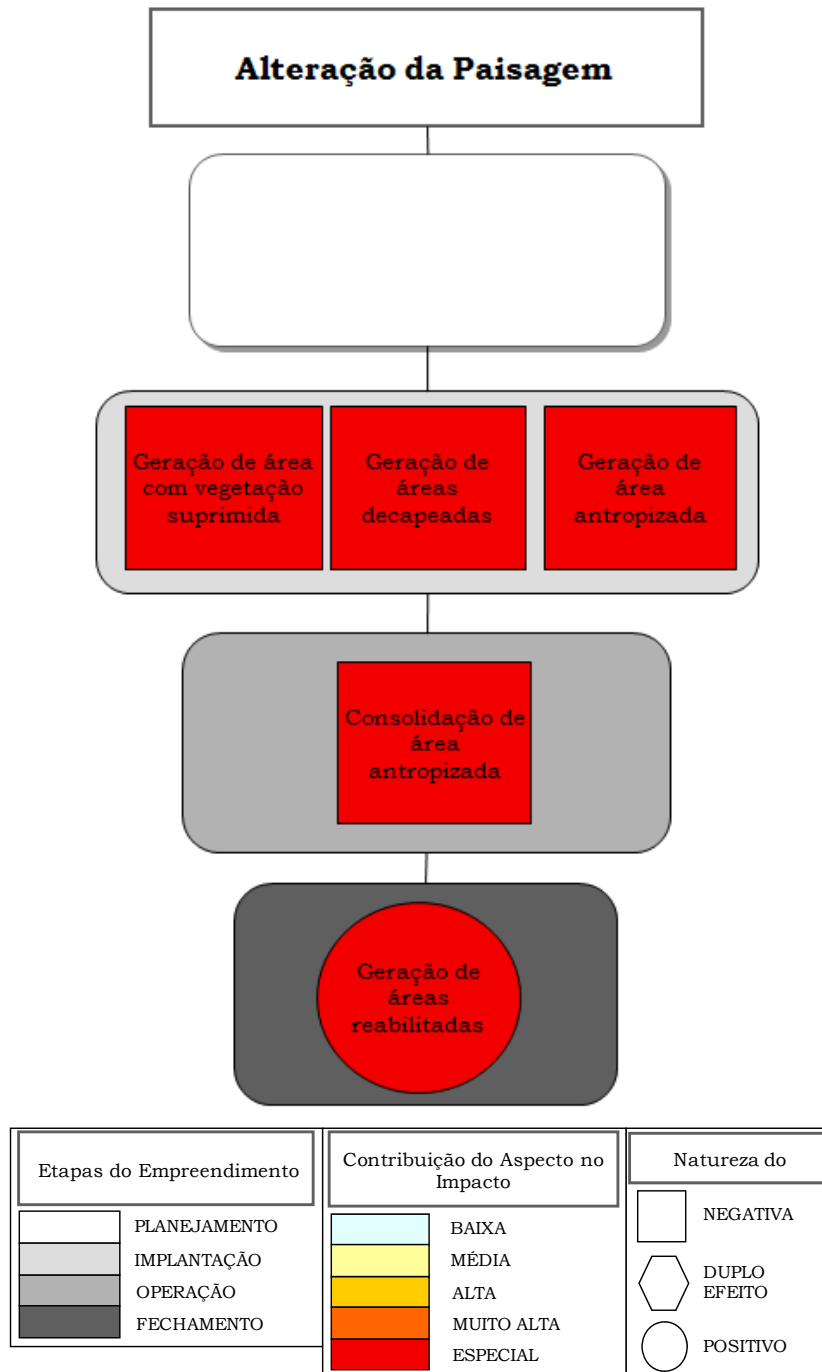 Alteração da Paisagem
Geração de área
com vegetação
suprimida
Geração de
áreas
decapeadas
Geração de
área
antropizada
Consolidação de
área
antropizada
Geração de
áreas
reabilitadas
Etapas do Empreendimento
PLANEJAMENTO
IMPLANTAÇÃO
OPERAÇÃO
FECHAMENTO
Contribuição do Aspecto no
Impacto
BAIXA
MÉDIA
ALTA
MUITO ALTA
ESPECIAL
Natureza do
NEGATIVA
DUPLO
EFEITO
POSITIVO